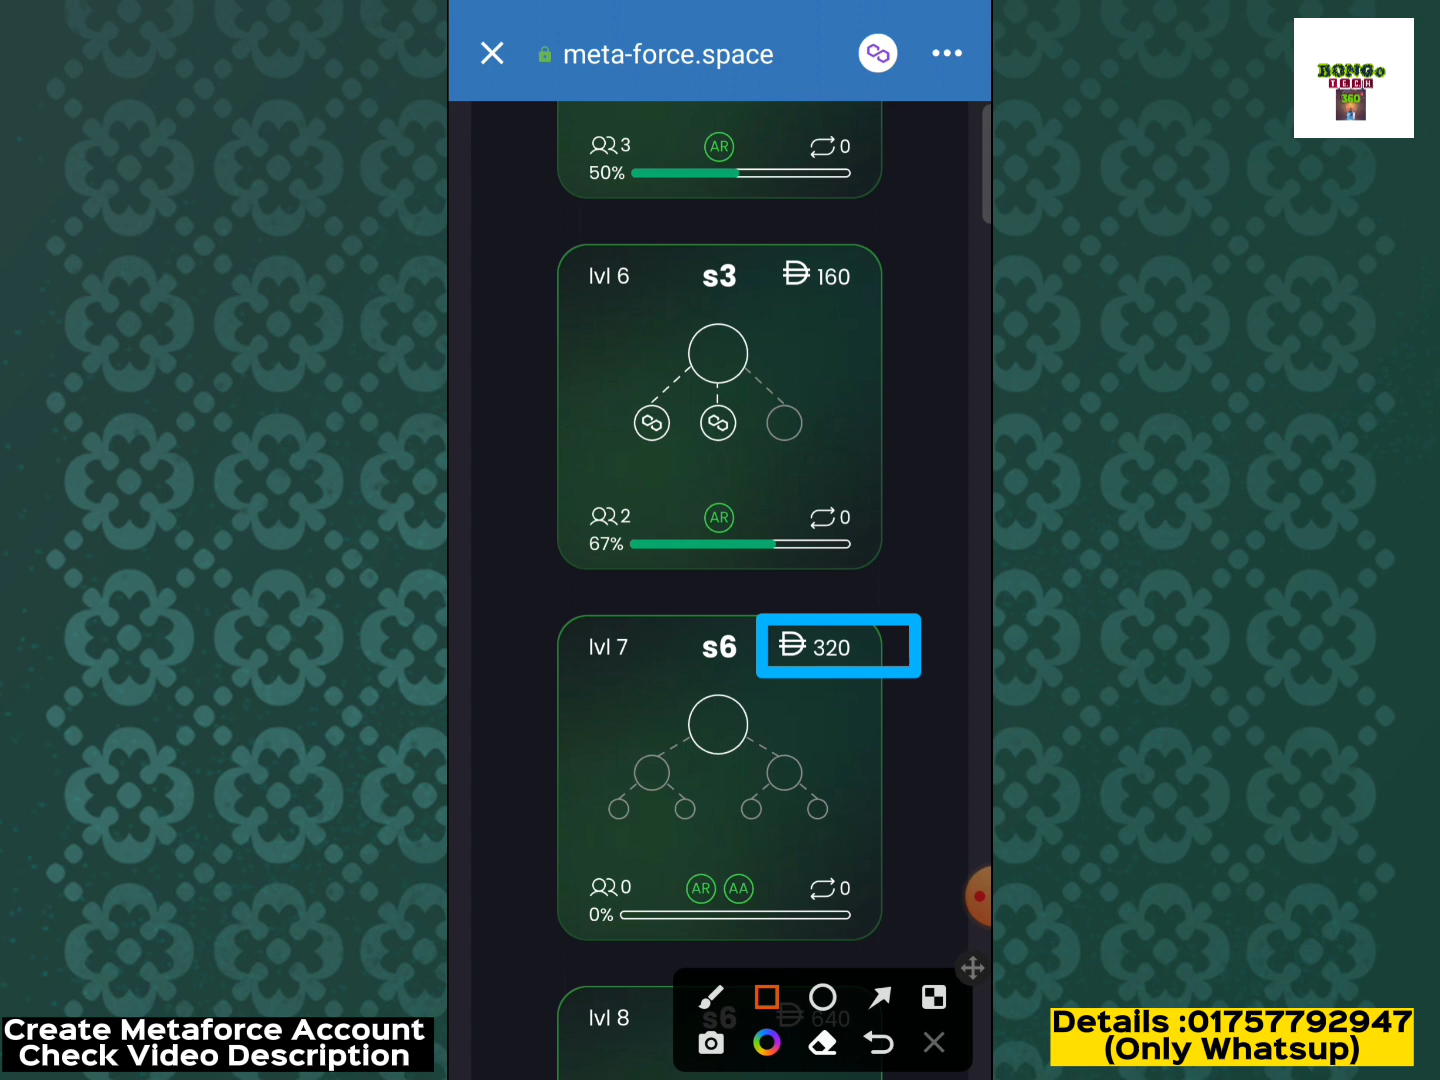 meta-force.space
BONGo
TECH
360°
3
AR
0
50%
lvl 6
s3
160
2
AR
0
67%
lvl 7
s6
320
0
AR
AA
0
0%
lvl 8
s6
640
Create Metaforce Account
Check Video Description
Details :01757792947
(Only Whatsup)